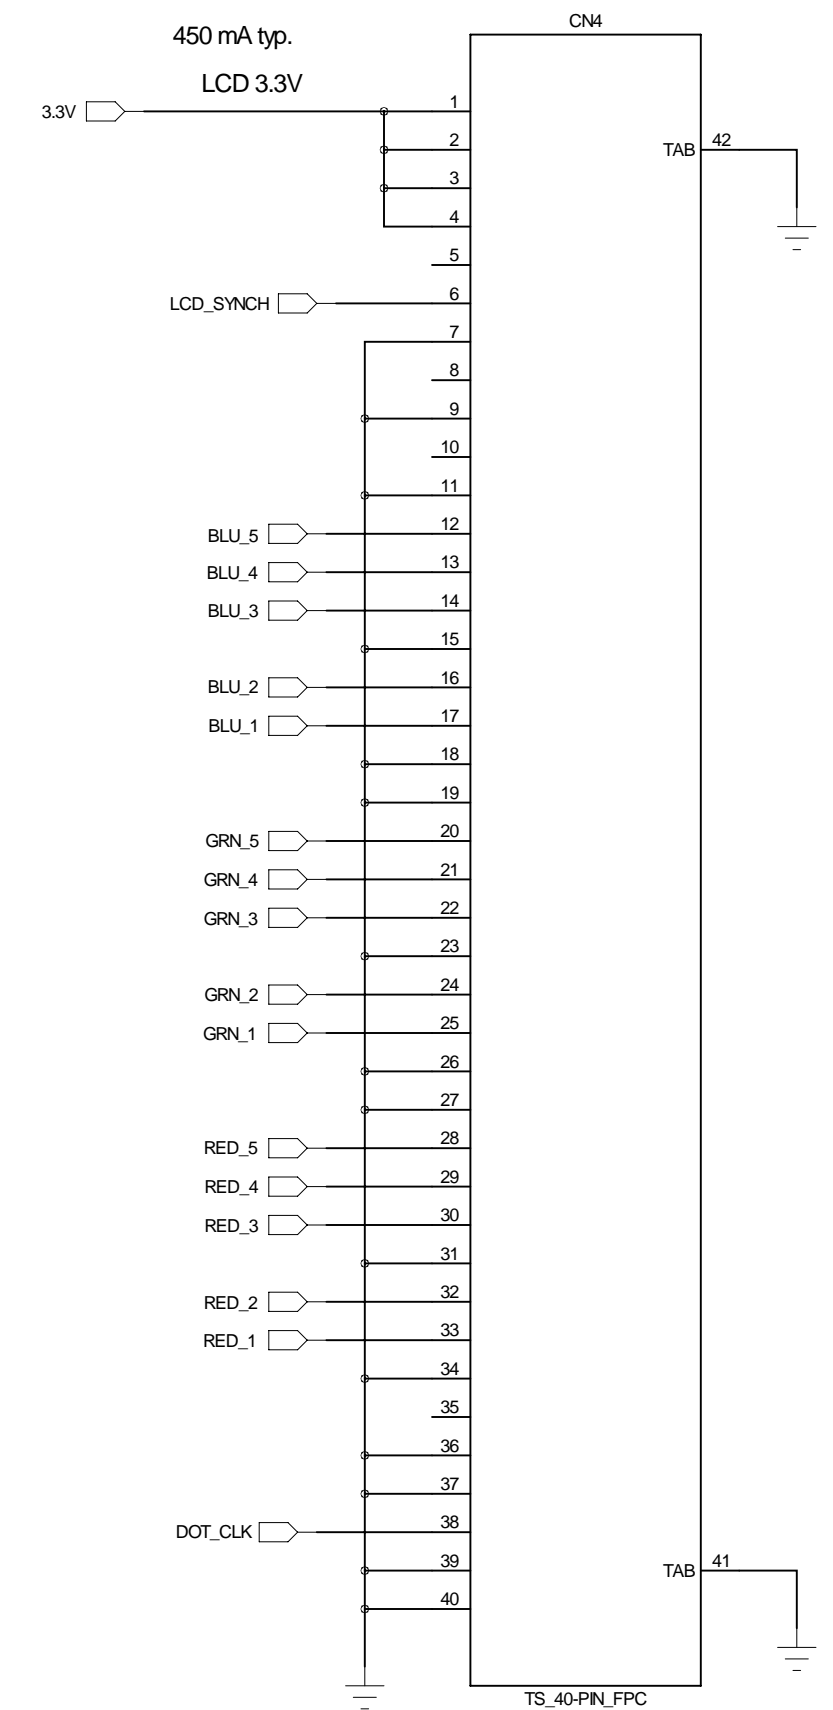 CN4
450 mA typ.
LCD 3.3V
3.3V 1
2 TAB 42
3
4
5
LCD_SYNCH 6
7
8
9
10
11
BLU_5 12
BLU_4 13
BLU_3 14
15
BLU_2 16
BLU_1 17
18
19
GRN_5 20
GRN_4 21
GRN_3 22
23
GRN_2 24
GRN_1 25
26
27
RED_5 28
RED_4 29
RED_3 30
31
RED_2 32
RED_1 33
34
35
36
37
DOT_CLK 38
39 TAB 41
40
TS_40-PIN_FPC